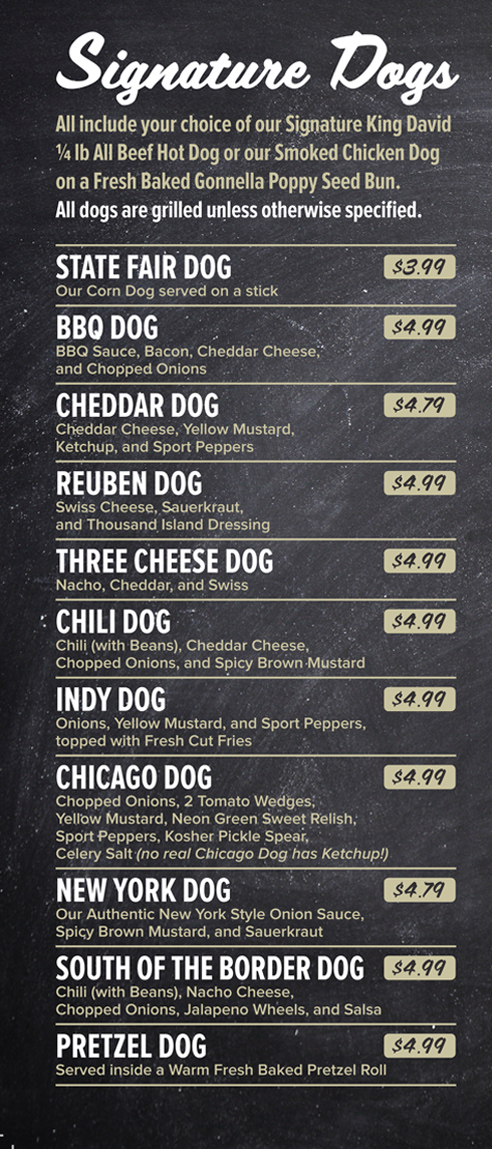 Signature Dogs
All include your choice of our Signature King David
¼ lb All Beef Hot Dog or our Smoked Chicken Dog
on a Fresh Baked Gonnella Poppy Seed Bun.
All dogs are grilled unless otherwise specified.
STATE FAIR DOG $3.99
Our Corn Dog served on a stick
BBQ DOG $4.99
BBQ Sauce, Bacon, Cheddar Cheese,
and Chopped Onions
CHEDDAR DOG $4.79
Cheddar Cheese, Yellow Mustard,
Ketchup, and Sport Peppers
REUBEN DOG $4.99
Swiss Cheese, Sauerkraut,
and Thousand Island Dressing
THREE CHEESE DOG $4.99
Nacho, Cheddar, and Swiss
CHILI DOG $4.99
Chili (with Beans), Cheddar Cheese,
Chopped Onions, and Spicy Brown Mustard
INDY DOG $4.99
Onions, Yellow Mustard, and Sport Peppers,
topped with Fresh Cut Fries
CHICAGO DOG $4.99
Chopped Onions, 2 Tomato Wedges,
Yellow Mustard, Neon Green Sweet Relish,
Sport Peppers, Kosher Pickle Spear,
Celery Salt (no real Chicago Dog has Ketchup!)
NEW YORK DOG $4.79
Our Authentic New York Style Onion Sauce,
Spicy Brown Mustard, and Sauerkraut
SOUTH OF THE BORDER DOG $4.99
Chili (with Beans), Nacho Cheese,
Chopped Onions, Jalapeno Wheels, and Salsa
PRETZEL DOG $4.99
Served inside a Warm Fresh Baked Pretzel Roll